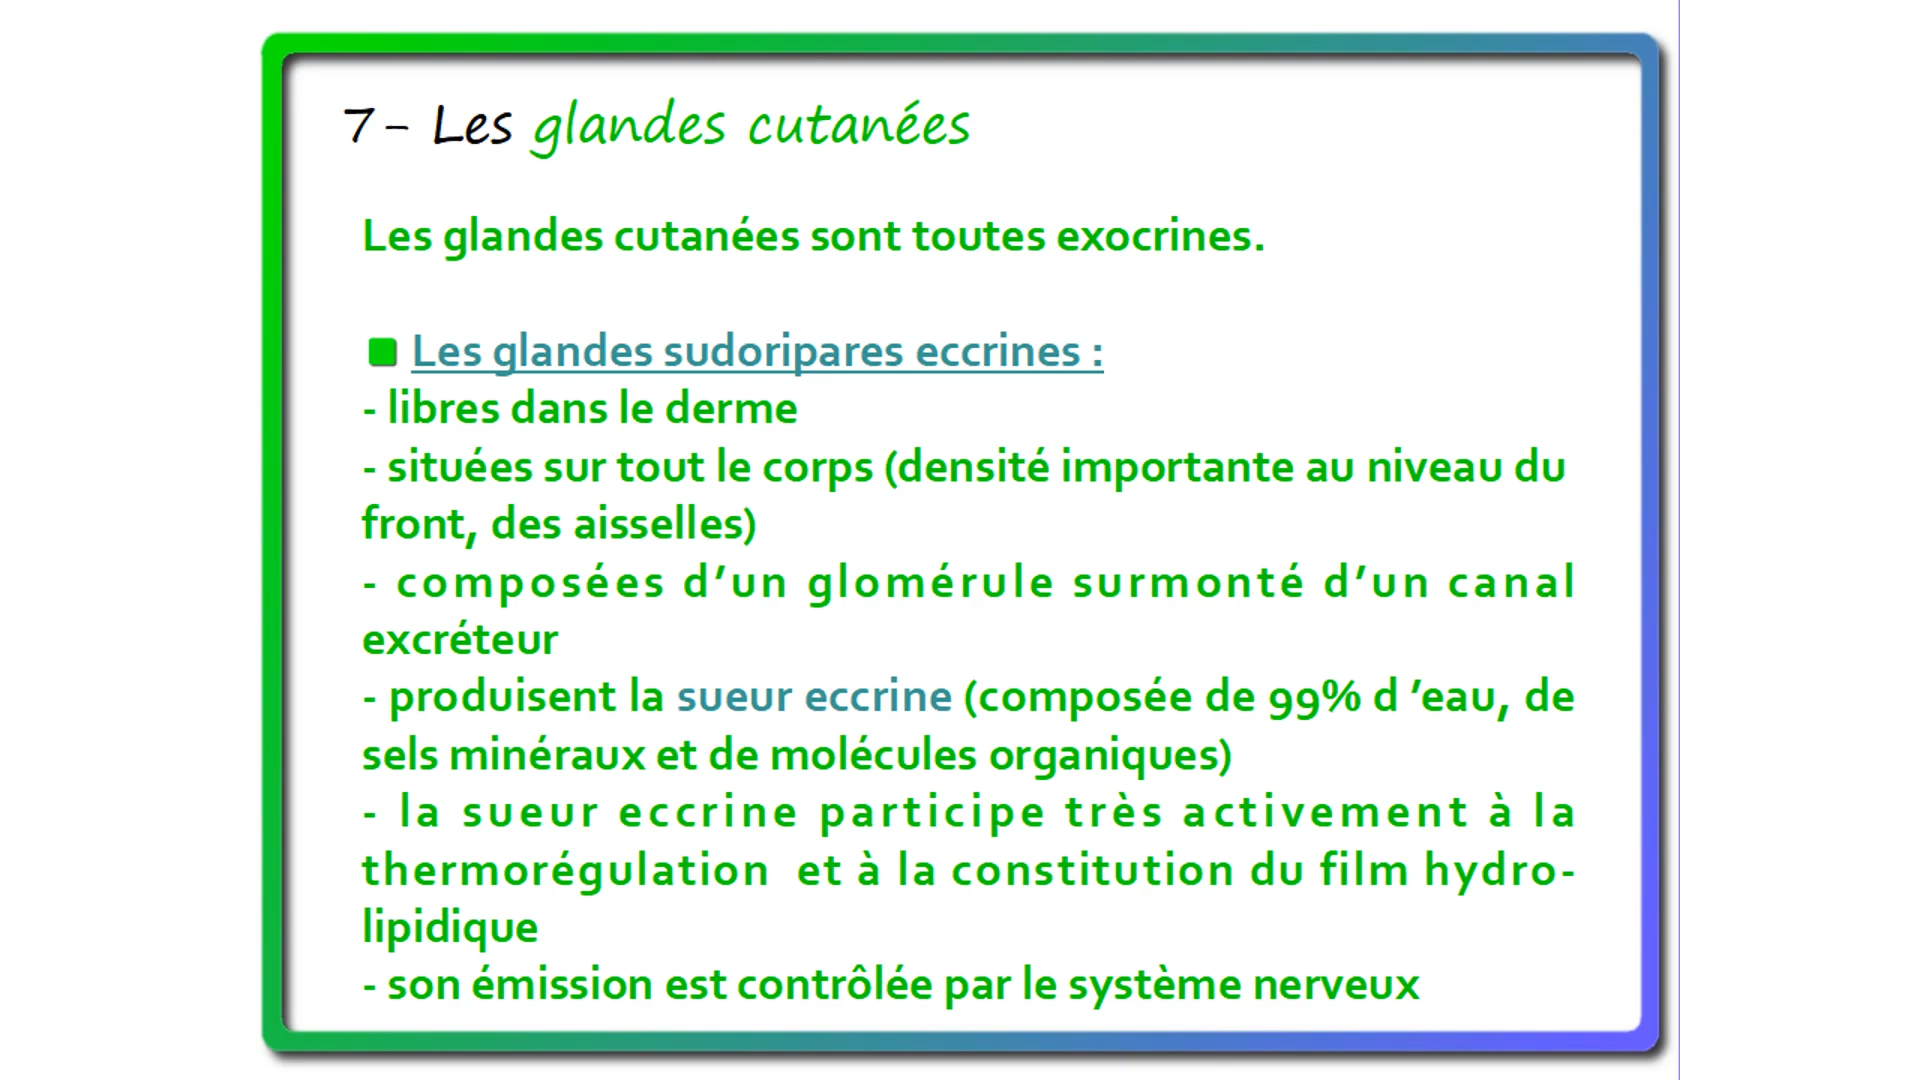 7- Les glandes cutanées
Les glandes cutanées sont toutes exocrines.
Les glandes sudoripares eccrines :
- libres dans le derme
- situées sur tout le corps (densité importante au niveau du
front, des aisselles)
- composées d’un glomérule surmonté d’un canal
excréteur
- produisent la sueur eccrine (composée de 99% d ’eau, de
sels minéraux et de molécules organiques)
- la sueur eccrine participe très activement à la
thermorégulation et à la constitution du film hydro-
lipidique
- son émission est contrôlée par le système nerveux